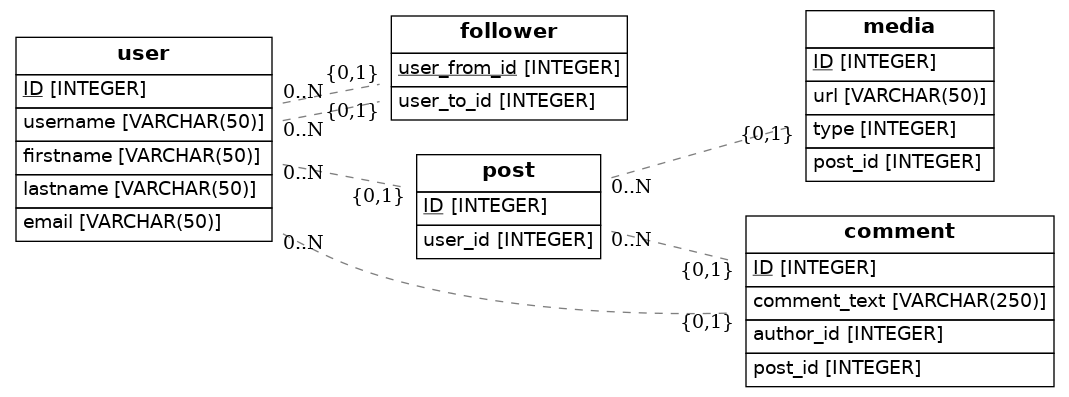 user
ID [INTEGER]
username [VARCHAR(50)]
firstname [VARCHAR(50)]
lastname [VARCHAR(50)]
email [VARCHAR(50)]
0..N
0..N
0..N
0..N
{0,1}
{0,1}
{0,1}
follower
user_from_id [INTEGER]
user_to_id [INTEGER]
post
ID [INTEGER]
user_id [INTEGER]
0..N
0..N
{0,1}
{0,1}
{0,1}
media
ID [INTEGER]
url [VARCHAR(50)]
type [INTEGER]
post_id [INTEGER]
comment
ID [INTEGER]
comment_text [VARCHAR(250)]
author_id [INTEGER]
post_id [INTEGER]